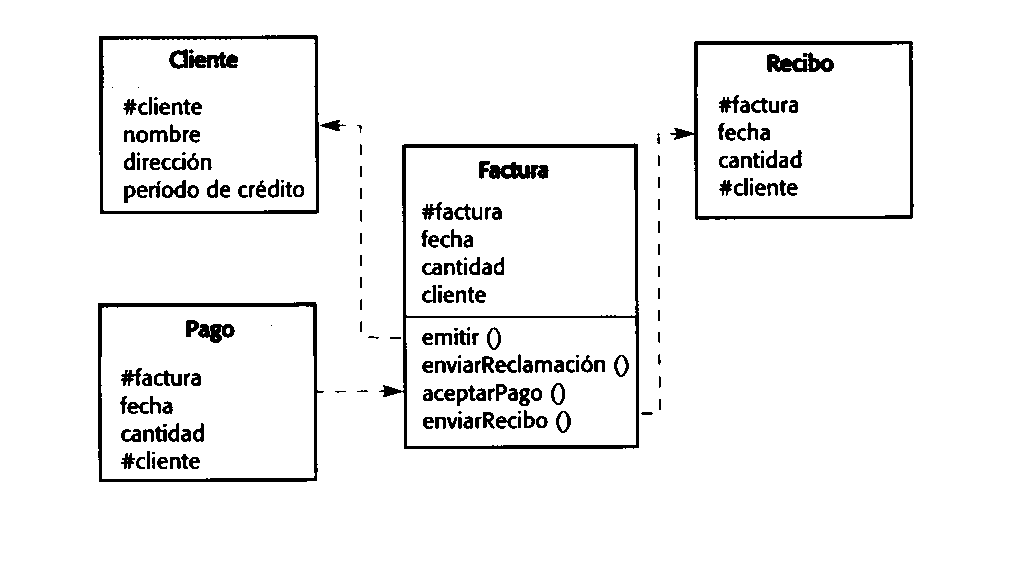 Cliente
#cliente
nombre
dirección
período de crédito
Recibo
#factura
fecha
cantidad
#cliente
Factura
#factura
fecha
cantidad
cliente
emitir ()
enviarReclamación ()
aceptarPago ()
enviarRecibo ()
Pago
#factura
fecha
cantidad
#cliente